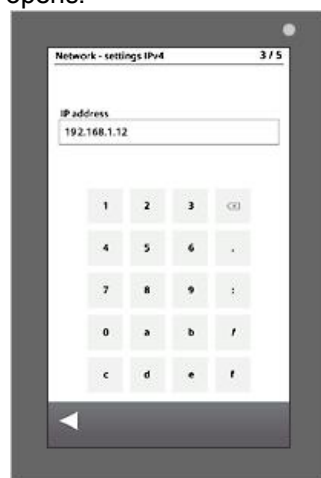 opens.
Network - settings IPv4 3 / 5
IP address
192.168.1.12
1 2 3
4 5 6 .
7 8 9 :
0 a b /
c d e f